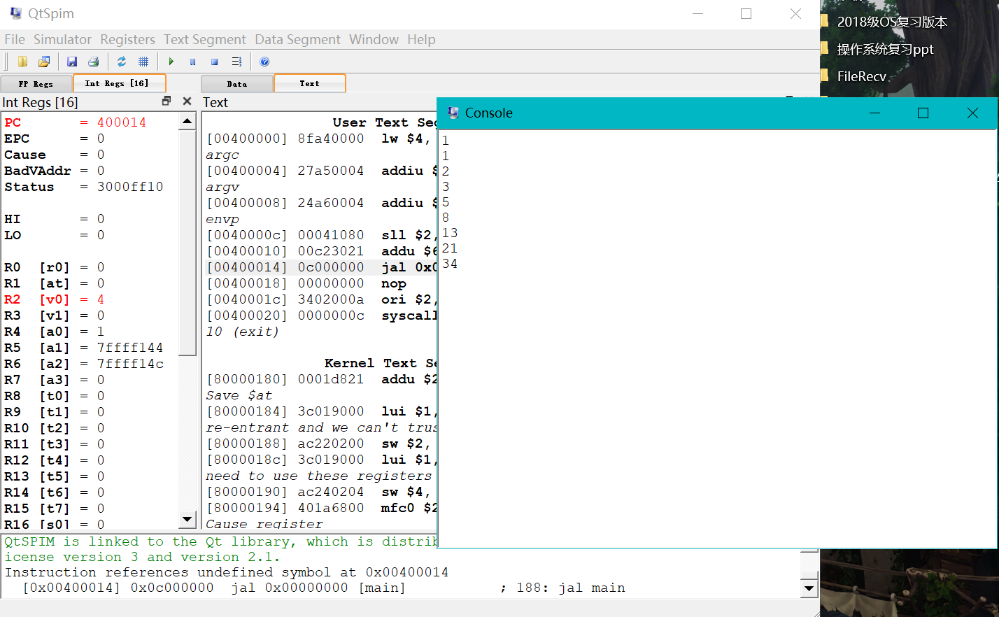 QtSpim
File Simulator Registers Text Segment Data Segment Window Help
FP Regs
Int Regs [16]
Data
Text
Int Regs [16]
PC = 400014
EPC = 0
Cause = 0
BadVAddr = 0
Status = 3000ff10
HI = 0
LO = 0
R0 [r0] = 0
R1 [at] = 0
R2 [v0] = 4
R3 [v1] = 0
R4 [a0] = 1
R5 [a1] = 7ffff144
R6 [a2] = 7ffff14c
R7 [a3] = 0
R8 [t0] = 0
R9 [t1] = 0
R10 [t2] = 0
R11 [t3] = 0
R12 [t4] = 0
R13 [t5] = 0
R14 [t6] = 0
R15 [t7] = 0
R16 [s0] = 0
Text
User Text Seg
[00400000] 8fa40000 lw $4,
argc
[00400004] 27a50004 addiu $
argv
[00400008] 24a60004 addiu $
envp
[0040000c] 00041080 sll $2,
[00400010] 00c23021 addu $6
[00400014] 0c000000 jal 0x0
[00400018] 00000000 nop
[0040001c] 3402000a ori $2,
[00400020] 0000000c syscall
10 (exit)
Kernel Text Se
[80000180] 0001d821 addu $2
Save $at
[80000184] 3c019000 lui $1,
re-entrant and we can't trus
[80000188] ac220200 sw $2,
[8000018c] 3c019000 lui $1,
need to use these registers
[80000190] ac240204 sw $4,
[80000194] 401a6800 mfc0 $2
Cause register
Console
1
1
2
3
5
8
13
21
34
QtSPIM is linked to the Qt library, which is distrib
icense version 3 and version 2.1.
Instruction references undefined symbol at 0x00400014
[0x00400014] 0x0c000000 jal 0x00000000 [main] ; 188: jal main
2018级OS复习版本
操作系统复习ppt
FileRecv